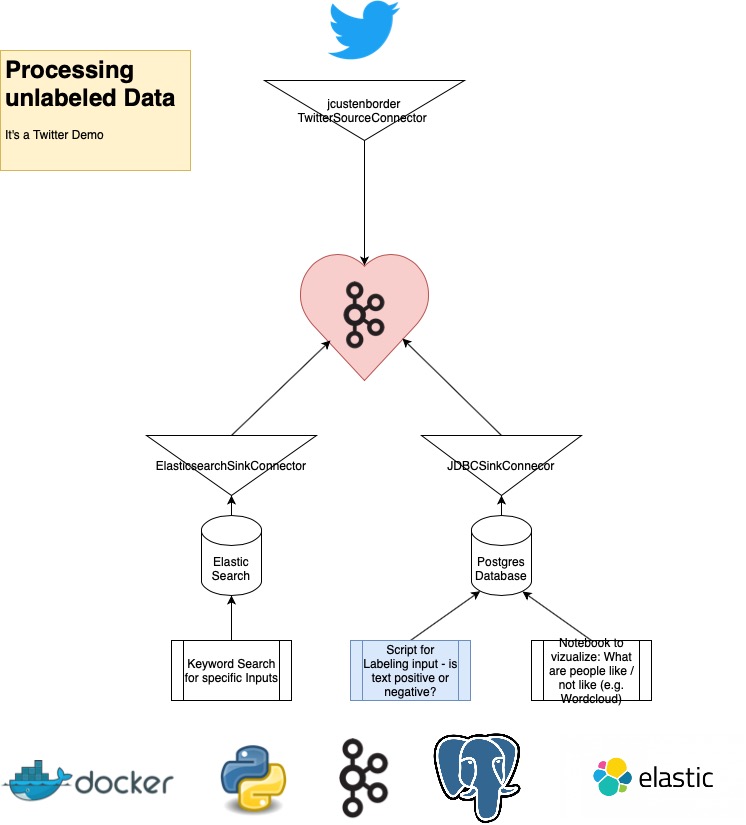 Processing
unlabeled Data
It's a Twitter Demo
jcustenborder
TwitterSourceConnector
ElasticsearchSinkConnector
JDBCSinkConnecor
Elastic
Search
Postgres
Database
Keyword Search
for specific Inputs
Script for
Labeling input - is
text positive or
negative?
Notebook to
vizualize: What
are people like /
not like (e.g.
Wordcloud)
docker
elastic